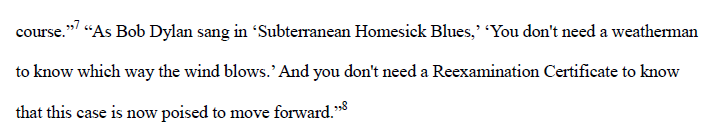 course.”7 “As Bob Dylan sang in ‘Subterranean Homesick Blues,’ ‘You don't need a weatherman
to know which way the wind blows.’ And you don't need a Reexamination Certificate to know
that this case is now poised to move forward.”8